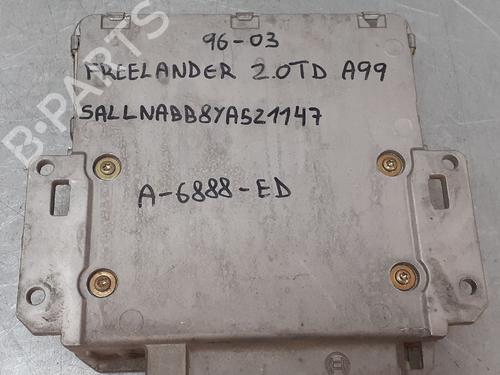 96-03
FREELANDER 2.0TD A99
SALLNABB8YA521147
A-6888-ED
B-PARTS